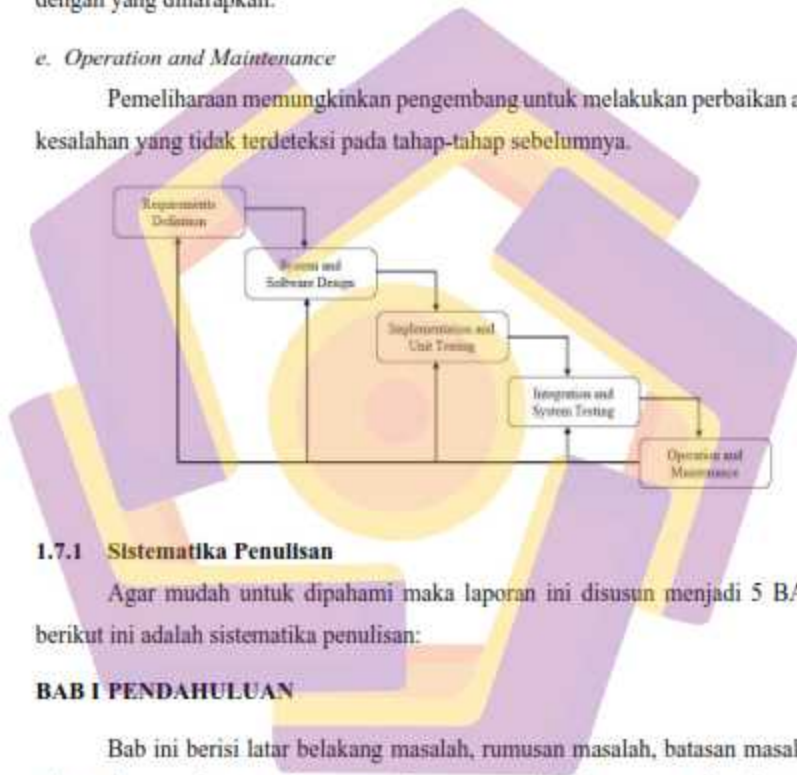 dengan yang diharapkan.
e. Operation and Maintenance
Pemeliharaan memungkinkan pengembang untuk melakukan perbaikan a
kesalahan yang tidak terdeteksi pada tahap-tahap sebelumnya.
Requirements
Definition
System and
Software Design
Implementation and
Unit Testing
Integration and
System Testing
Operation and
Maintenance
1.7.1 Sistematika Penulisan
Agar mudah untuk dipahami maka laporan ini disusun menjadi 5 BA
berikut ini adalah sistematika penulisan:
BAB I PENDAHULUAN
Bab ini berisi latar belakang masalah, rumusan masalah, batasan masal